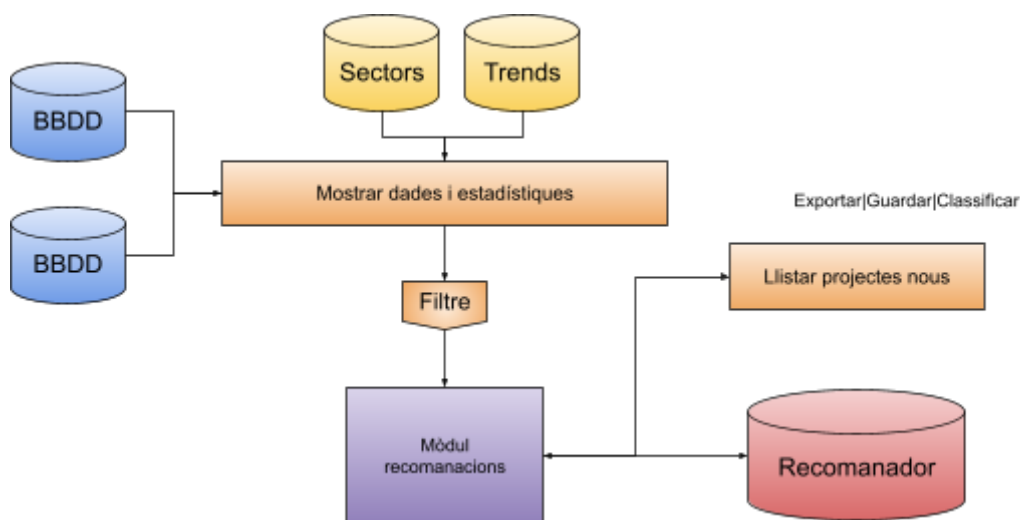 Sectors
Trends
BBDD
Mostrar dades i estadístiques
Exportar|Guardar|Classificar
BBDD
Llistar projectes nous
Filtre
Mòdul
recomanacions
Recomanador